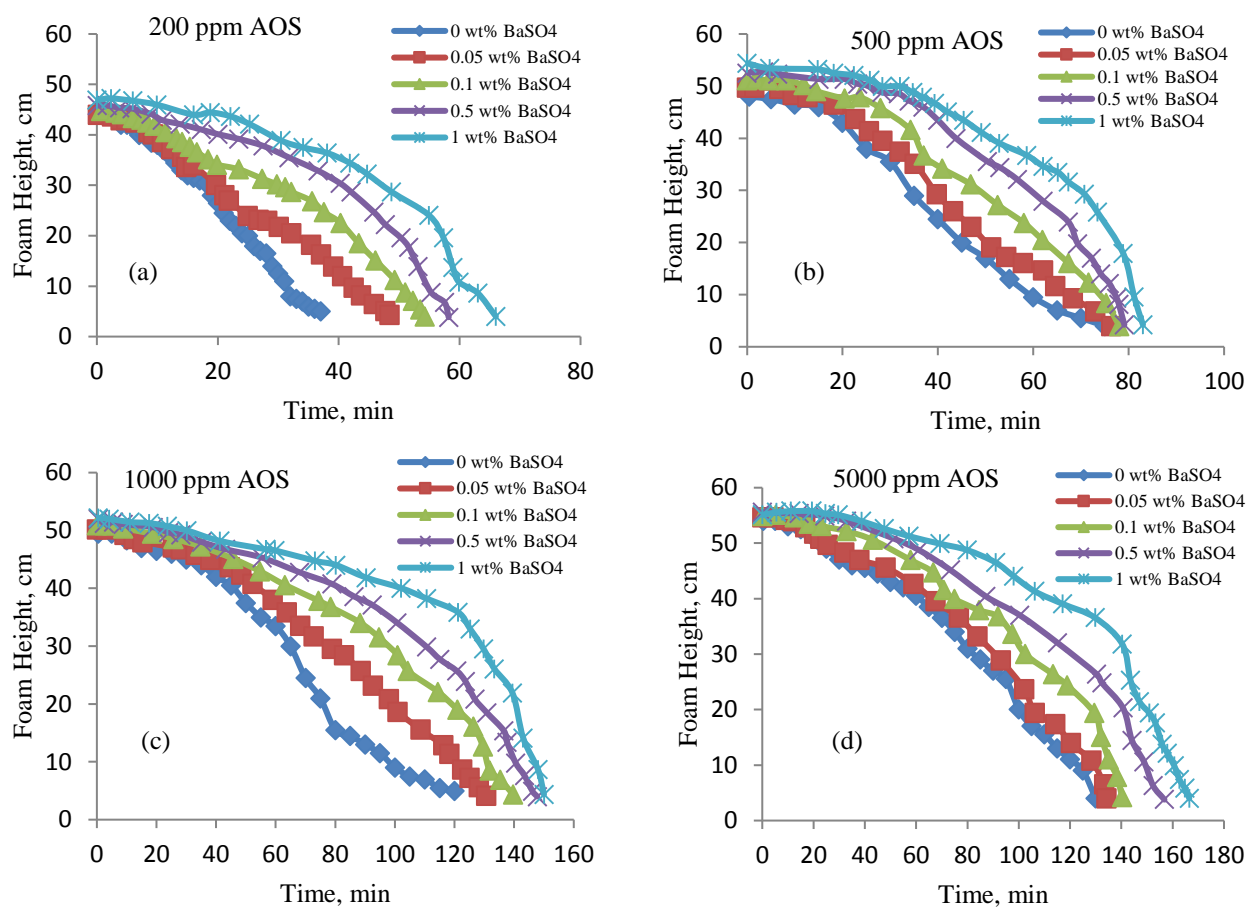 200 ppm AOS
0 wt% BaSO4
0.05 wt% BaSO4
0.1 wt% BaSO4
0.5 wt% BaSO4
1 wt% BaSO4
60
50
40
30
20
10
0
Foam Height, cm
(a)
0 20 40 60 80
Time, min
500 ppm AOS
0 wt% BaSO4
0.05 wt% BaSO4
0.1 wt% BaSO4
0.5 wt% BaSO4
1 wt% BaSO4
60
50
40
30
20
10
0
Foam Height, cm
(b)
0 20 40 60 80 100
Time, min
1000 ppm AOS
0 wt% BaSO4
0.05 wt% BaSO4
0.1 wt% BaSO4
0.5 wt% BaSO4
1 wt% BaSO4
60
50
40
30
20
10
0
Foam Height, cm
(c)
0 20 40 60 80 100 120 140 160
Time, min
5000 ppm AOS
0 wt% BaSO4
0.05 wt% BaSO4
0.1 wt% BaSO4
0.5 wt% BaSO4
1 wt% BaSO4
60
50
40
30
20
10
0
Foam Height, cm
(d)
0 20 40 60 80 100 120 140 160 180
Time, min